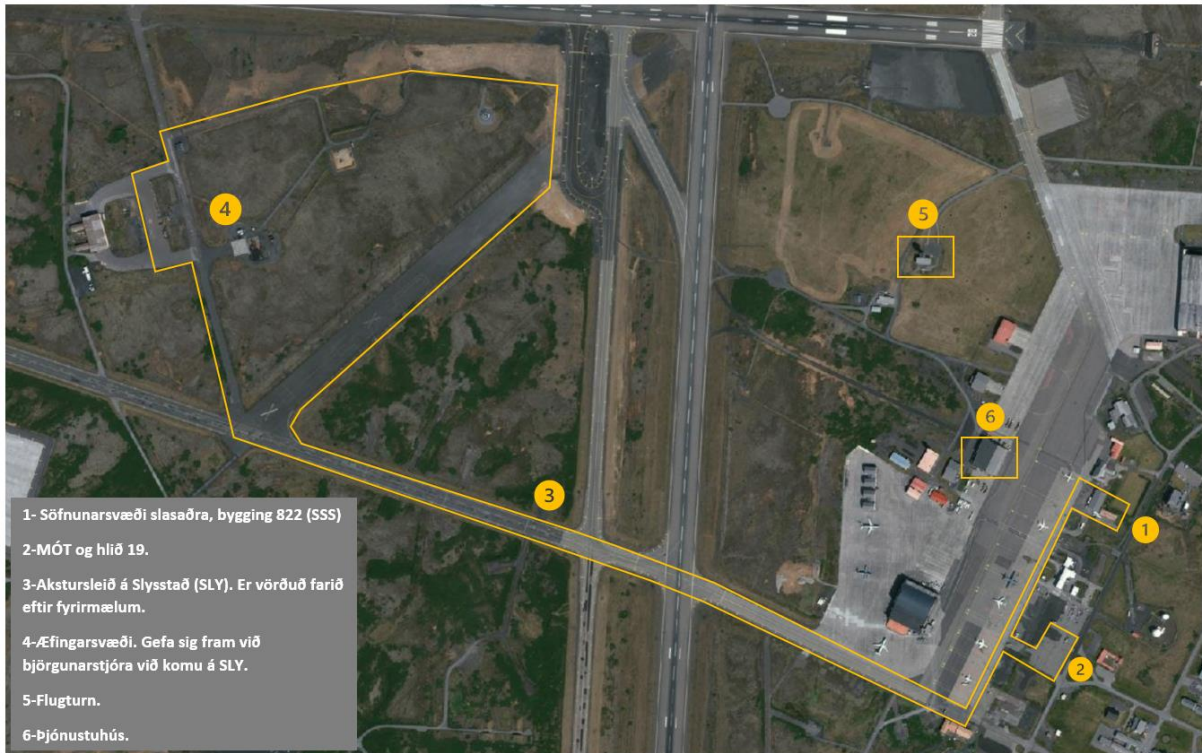 4
5
6
3
1
2
1- Söfnunarsvæði slasaðra, bygging 822 (SSS)
2-MÓT og hlið 19.
3-Akstursleið á Slysstað (SLY). Er vörðuð farið
eftir fyrirmælum.
4-Æfingarsvæði. Gefa sig fram við
björgunarstjóra við komu á SLY.
5-Flugturn.
6-Þjónustuhús.